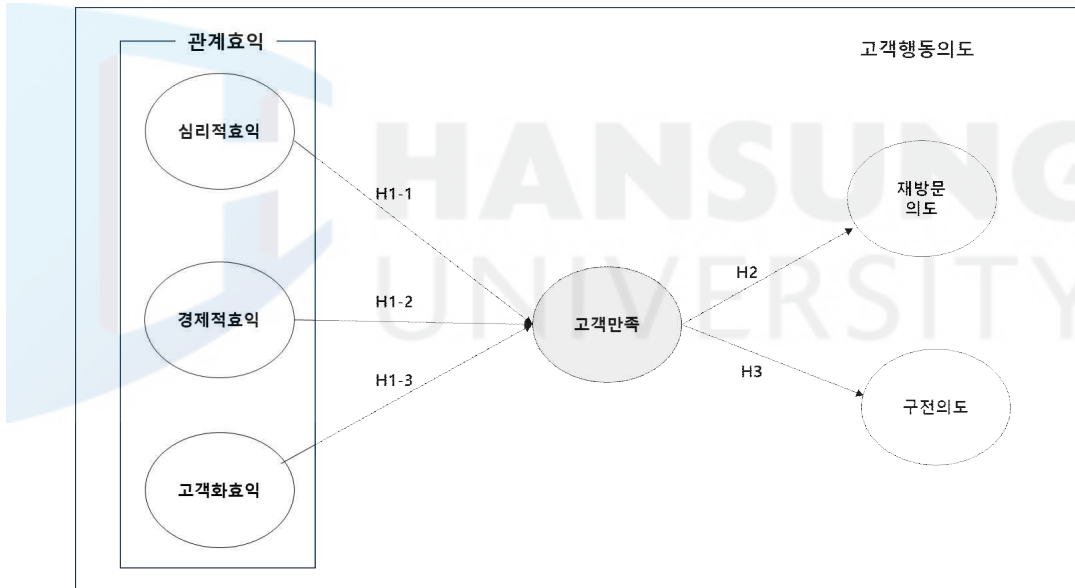 관계효익
고객행동의도
심리적효익
HANSUNG
UNIVERSITY
H1-1
재방문
의도
H2
경제적효익
H1-2
고객만족
H1-3
H3
구전의도
고객화효익